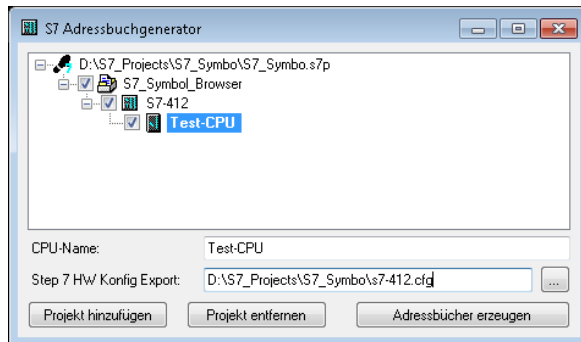 S7 Adressbuchgenerator
D:\S7_Projects\S7_Symbo\S7_Symbo.s7p
S7_Symbol_Browser
S7-412
Test-CPU
CPU-Name: Test-CPU
Step 7 HW Konfig Export: D:\S7_Projects\S7_Symbo\s7-412.cfg ...
Projekt hinzufügen Projekt entfernen Adressbücher erzeugen